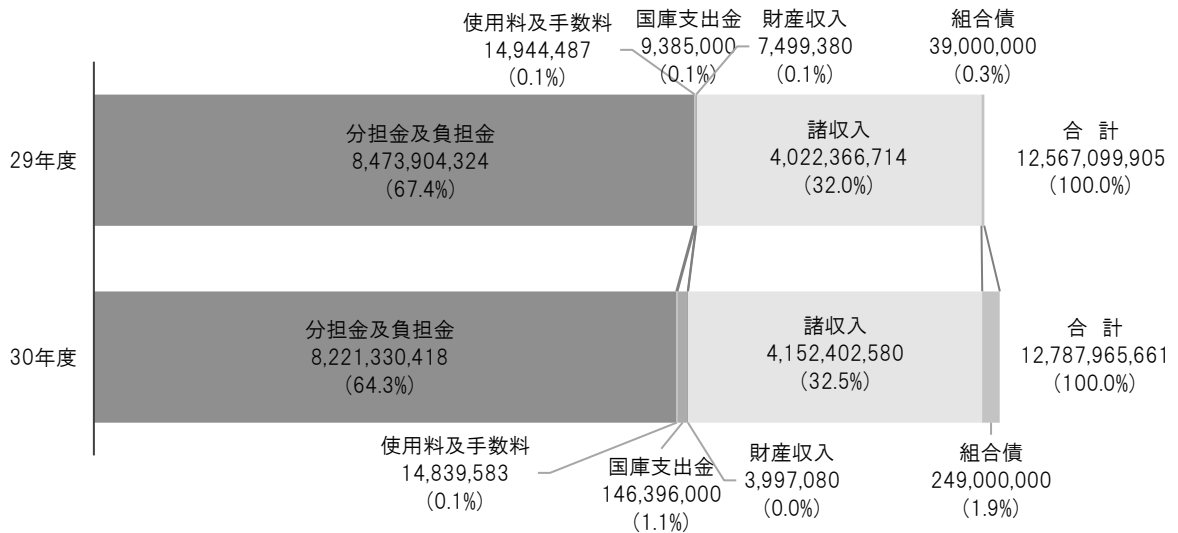 使用料及手数料
14,944,487
(0.1%)
国庫支出金
9,385,000
(0.1%)
財産収入
7,499,380
(0.1%)
組合債
39,000,000
(0.3%)
29年度
分担金及負担金
8,473,904,324
(67.4%)
諸収入
4,022,366,714
(32.0%)
合 計
12,567,099,905
(100.0%)
30年度
分担金及負担金
8,221,330,418
(64.3%)
諸収入
4,152,402,580
(32.5%)
合 計
12,787,965,661
(100.0%)
使用料及手数料
14,839,583
(0.1%)
国庫支出金
146,396,000
(1.1%)
財産収入
3,997,080
(0.0%)
組合債
249,000,000
(1.9%)